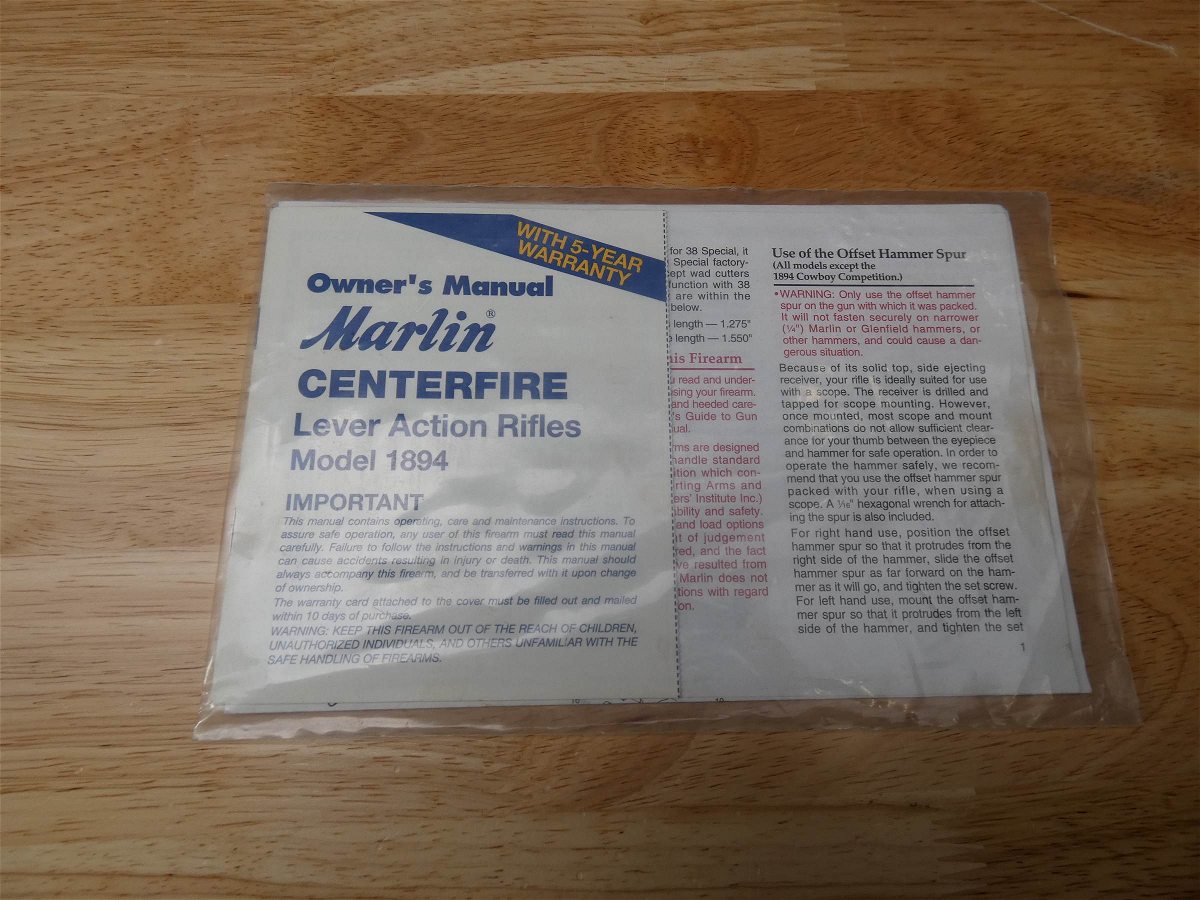 WITH 5-YEAR
WARRANTY
Owner's Manual
Marlin®
CENTERFIRE
Lever Action Rifles
Model 1894
IMPORTANT
This manual contains operating, care and maintenance instructions. To
assure safe operation, any user of this firearm must read this manual
carefully. Failure to follow the instructions and warnings in this manual
can cause accidents resulting in injury or death. This manual should
always accompany this firearm, and be transferred with it upon change
of ownership.
The warranty card attached to the cover must be filled out and mailed
within 10 days of purchase.
WARNING: KEEP THIS FIREARM OUT OF THE REACH OF CHILDREN,
UNAUTHORIZED INDIVIDUALS, AND OTHERS UNFAMILIAR WITH THE
SAFE HANDLING OF FIREARMS.
for 38 Special, it
Special factory-
ept wad cutters
unction with 38
are within the
below.
length — 1.275"
length — 1.550"
his Firearm
read and under-
sing your firearm.
and heeded care-
's Guide to Gun
ual.
ms are designed
handle standard
ition which con-
rting Arms and
ers' Institute Inc.)
bility and safety.
and load options
t of judgement
red, and the fact
ve resulted from
Marlin does not
tions with regard
on.
Use of the Offset Hammer Spur
(All models except the
1894 Cowboy Competition.)
•WARNING: Only use the offset hammer
spur on the gun with which it was packed.
It will not fasten securely on narrower
(¼") Marlin or Glenfield hammers, or
other hammers, and could cause a dan-
gerous situation.
Because of its solid top, side ejecting
receiver, your rifle is ideally suited for use
with a scope. The receiver is drilled and
tapped for scope mounting. However,
once mounted, most scope and mount
combinations do not allow sufficient clear-
ance for your thumb between the eyepiece
and hammer for safe operation. In order to
operate the hammer safely, we recom-
mend that you use the offset hammer spur
packed with your rifle, when using a
scope. A 1/16" hexagonal wrench for attach-
ing the spur is also included.
For right hand use, position the offset
hammer spur so that it protrudes from the
right side of the hammer, slide the offset
hammer spur as far forward on the ham-
mer as it will go, and tighten the set screw.
For left hand use, mount the offset ham-
mer spur so that it protrudes from the left
side of the hammer, and tighten the set
1